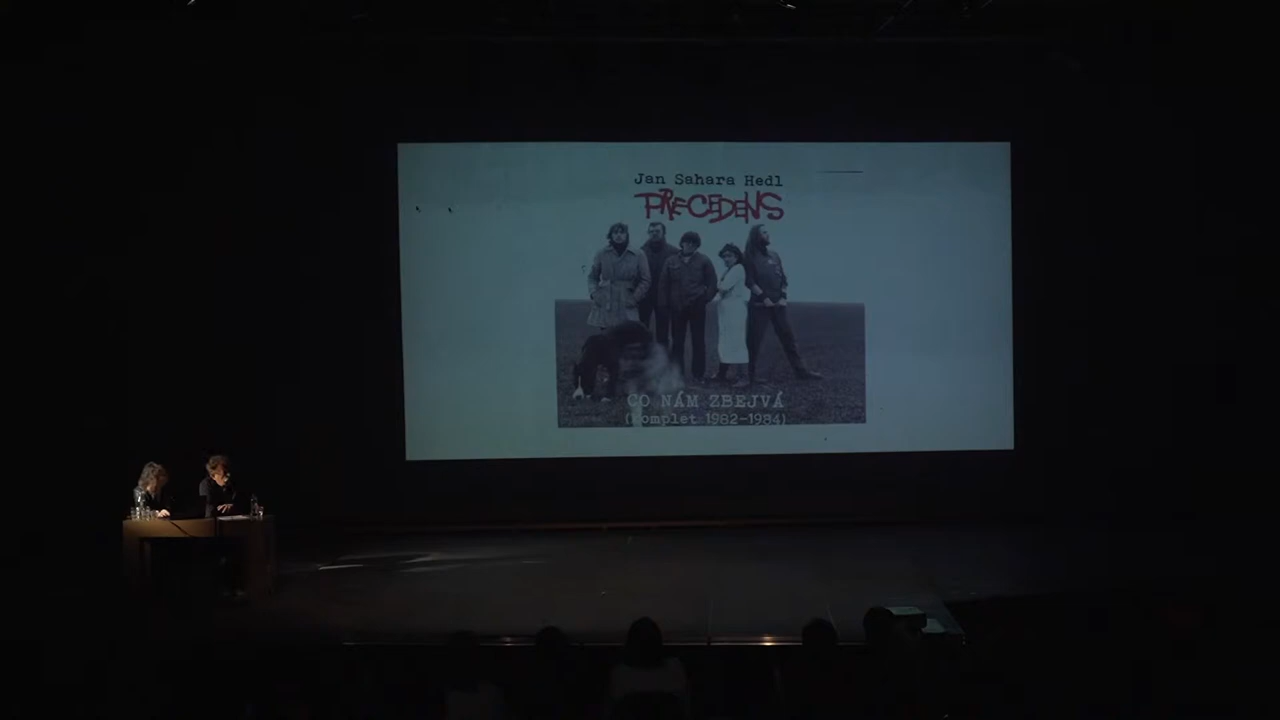 Jan Sahara Hedl
PRECEDENS
CO NÁM ZBEJVÁ
(komplet 1982-1984)